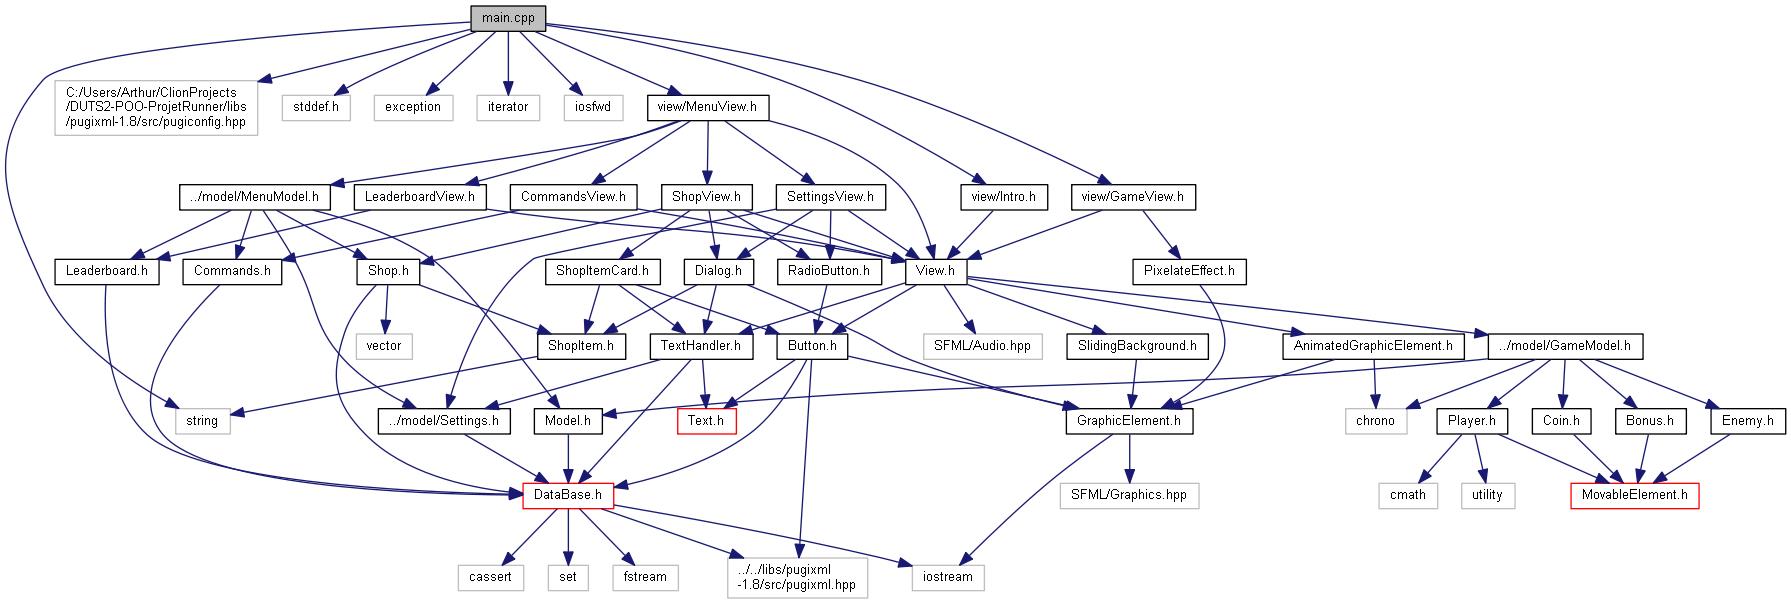 main.cpp
C:/Users/Arthur/ClionProjects
/DUTS2-POO-ProjetRunner/libs
/pugixml-1.8/src/pugiconfig.hpp
stddef.h
exception
iterator
iosfwd
view/MenuView.h
../model/MenuModel.h
LeaderboardView.h
CommandsView.h
ShopView.h
SettingsView.h
view/Intro.h
view/GameView.h
Leaderboard.h
Commands.h
Shop.h
ShopItemCard.h
Dialog.h
RadioButton.h
View.h
PixelateEffect.h
vector
ShopItem.h
TextHandler.h
Button.h
SFML/Audio.hpp
SlidingBackground.h
AnimatedGraphicElement.h
../model/GameModel.h
string
../model/Settings.h
Model.h
Text.h
GraphicElement.h
chrono
Player.h
Coin.h
Bonus.h
Enemy.h
DataBase.h
SFML/Graphics.hpp
cmath
utility
MovableElement.h
cassert
set
fstream
../../libs/pugixml
-1.8/src/pugixml.hpp
iostream